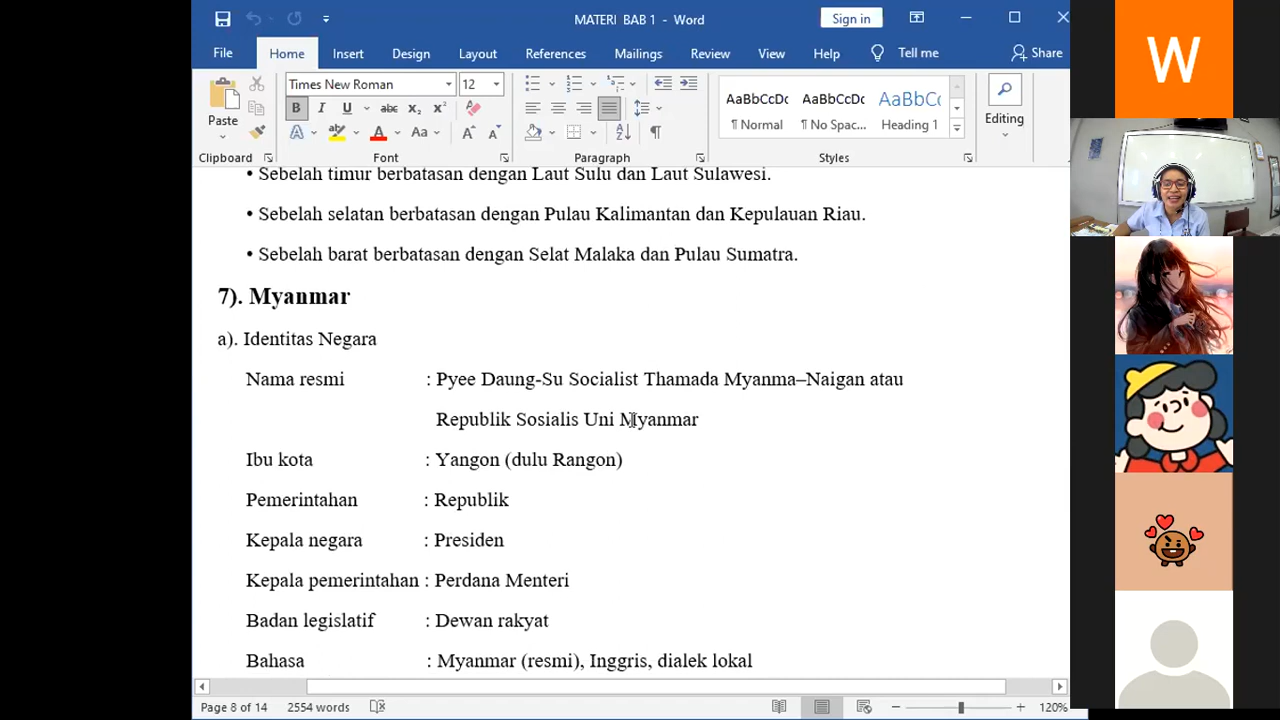 MATERI BAB 1 - Word
Sign in
File Home Insert Design Layout References Mailings Review View Help Tell me Share
Times New Roman 12
Paste
B I U abc x₂ x²
A Aa A A
AaBbCcDc AaBbCcDc AaBbCc
¶ Normal ¶ No Spac... Heading 1
Editing
Clipboard Font Paragraph Styles
• Sebelah timur berbatasan dengan Laut Sulu dan Laut Sulawesi.
• Sebelah selatan berbatasan dengan Pulau Kalimantan dan Kepulauan Riau.
• Sebelah barat berbatasan dengan Selat Malaka dan Pulau Sumatra.
7). Myanmar
a). Identitas Negara
Nama resmi : Pyee Daung-Su Socialist Thamada Myanma–Naigan atau
Republik Sosialis Uni Myanmar
Ibu kota : Yangon (dulu Rangon)
Pemerintahan : Republik
Kepala negara : Presiden
Kepala pemerintahan : Perdana Menteri
Badan legislatif : Dewan rakyat
Bahasa : Myanmar (resmi), Inggris, dialek lokal
Page 8 of 14 2554 words 120%
W